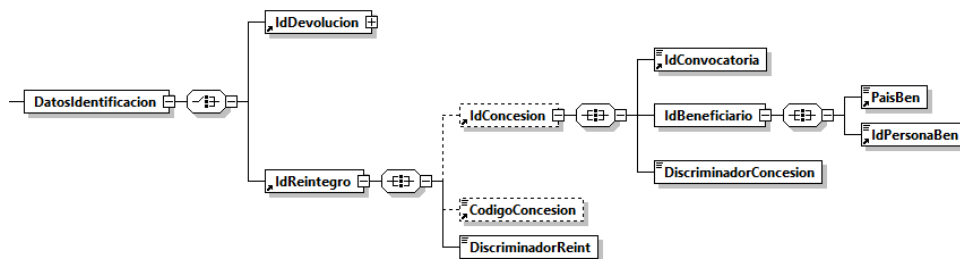 IdDevolucion
DatosIdentificacion
IdReintegro
IdConcesion
IdConvocatoria
IdBeneficiario
PaisBen
IdPersonaBen
DiscriminadorConcesion
CodigoConcesion
DiscriminadorReint